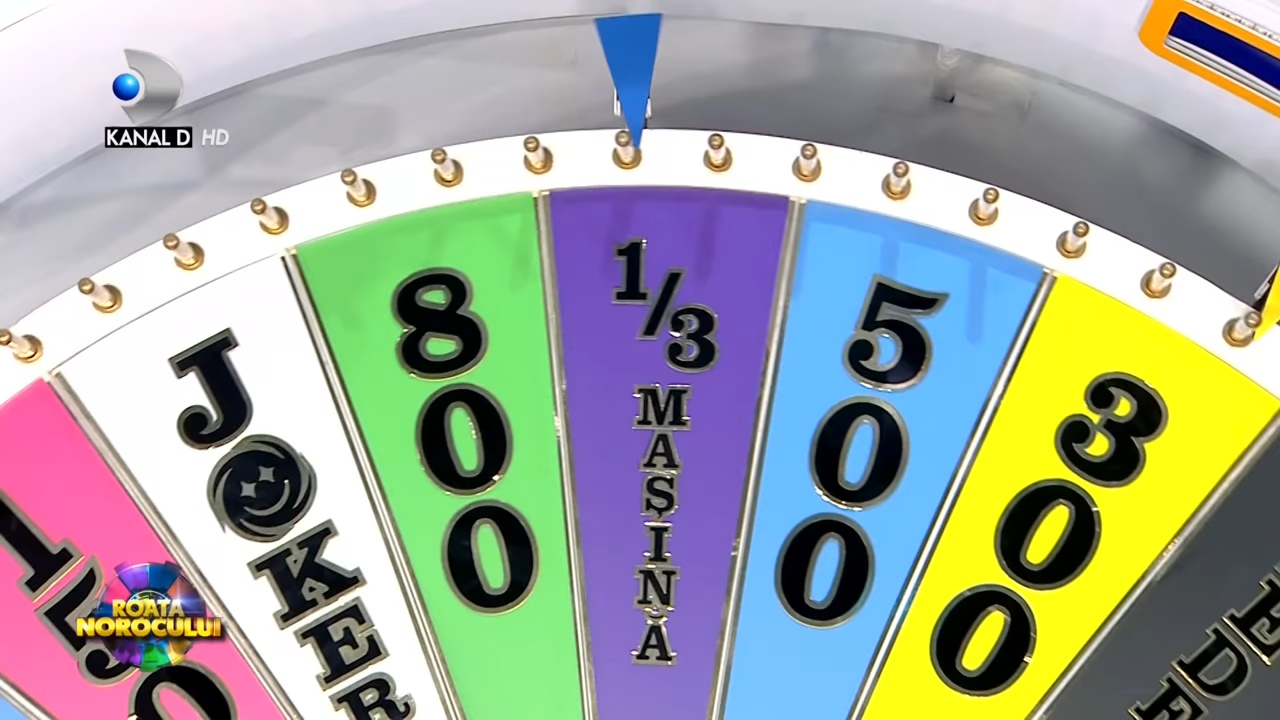 KANAL D HD
JOKER
800
1/3 MAȘINĂ
500
300
ROATA
NOROCULUI